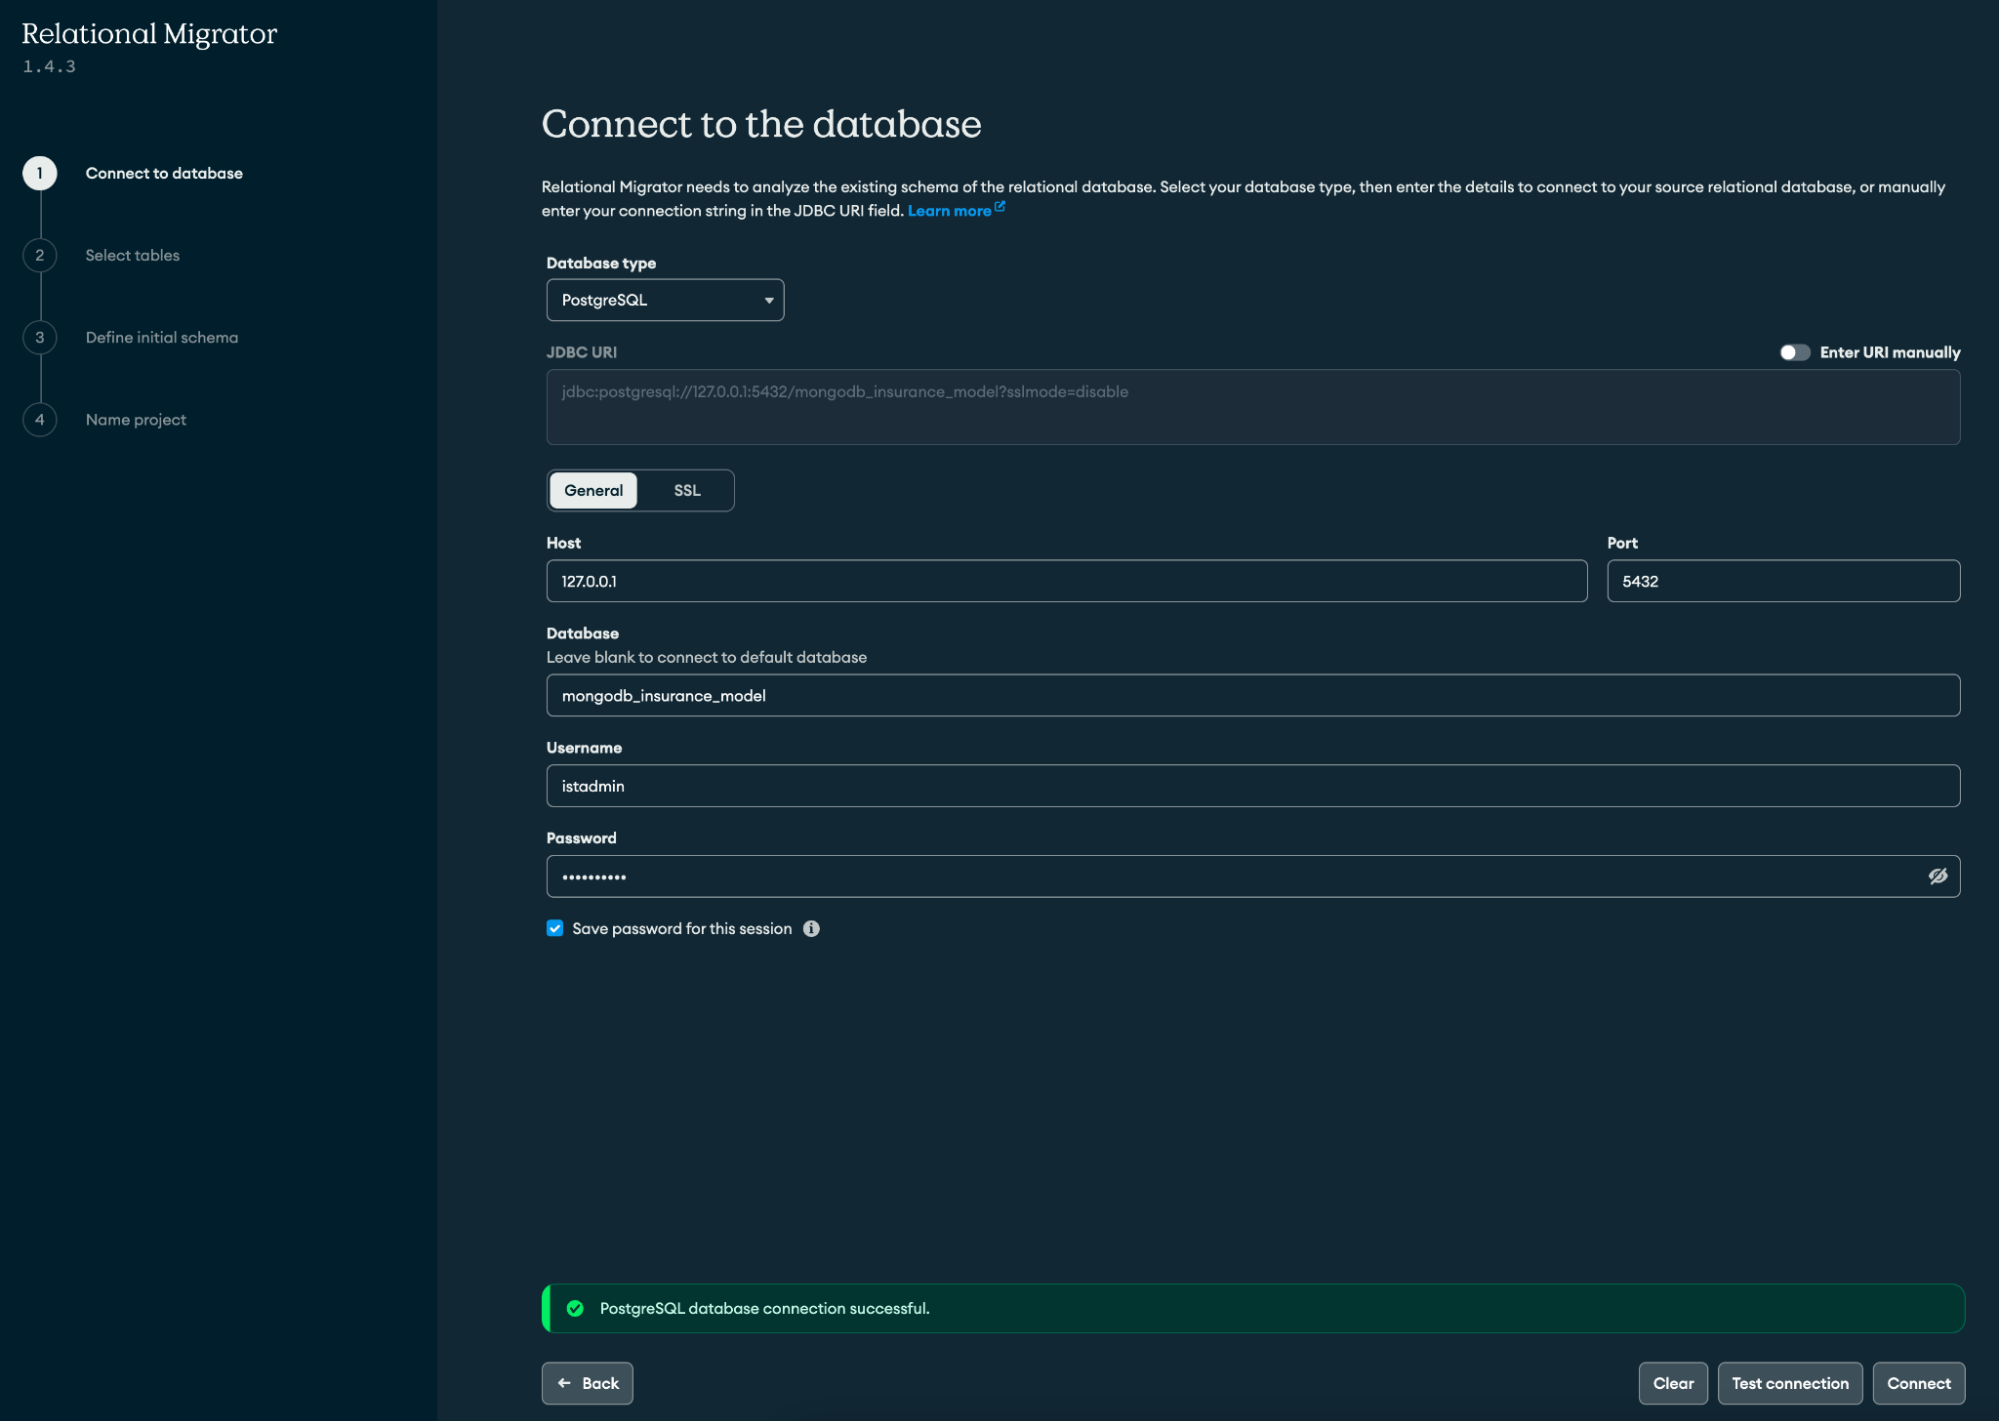 Relational Migrator
1.4.3
1 Connect to database
2 Select tables
3 Define initial schema
4 Name project
Connect to the database
Relational Migrator needs to analyze the existing schema of the relational database. Select your database type, then enter the details to connect to your source relational database, or manually
enter your connection string in the JDBC URI field. Learn more
Database type
PostgreSQL
JDBC URI Enter URI manually
jdbc:postgresql://127.0.0.1:5432/mongodb_insurance_model?sslmode=disable
General SSL
Host Port
127.0.0.1 5432
Database
Leave blank to connect to default database
mongodb_insurance_model
Username
istadmin
Password
••••••••••
Save password for this session
PostgreSQL database connection successful.
Back Clear Test connection Connect